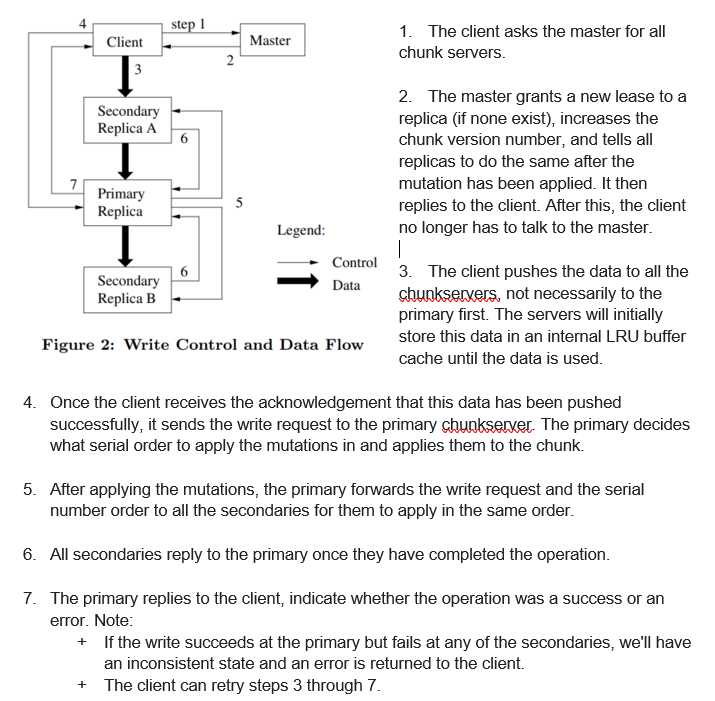 4
step 1
Client
Master
2
3
Secondary
Replica A
6
7
Primary
Replica
5
Legend:
Control
Data
6
Secondary
Replica B
Figure 2: Write Control and Data Flow
1. The client asks the master for all
chunk servers.
2. The master grants a new lease to a
replica (if none exist), increases the
chunk version number, and tells all
replicas to do the same after the
mutation has been applied. It then
replies to the client. After this, the client
no longer has to talk to the master.
3. The client pushes the data to all the
chunkservers, not necessarily to the
primary first. The servers will initially
store this data in an internal LRU buffer
cache until the data is used.
4. Once the client receives the acknowledgement that this data has been pushed
successfully, it sends the write request to the primary chunkserver. The primary decides
what serial order to apply the mutations in and applies them to the chunk.
5. After applying the mutations, the primary forwards the write request and the serial
number order to all the secondaries for them to apply in the same order.
6. All secondaries reply to the primary once they have completed the operation.
7. The primary replies to the client, indicate whether the operation was a success or an
error. Note:
+ If the write succeeds at the primary but fails at any of the secondaries, we'll have
an inconsistent state and an error is returned to the client.
+ The client can retry steps 3 through 7.